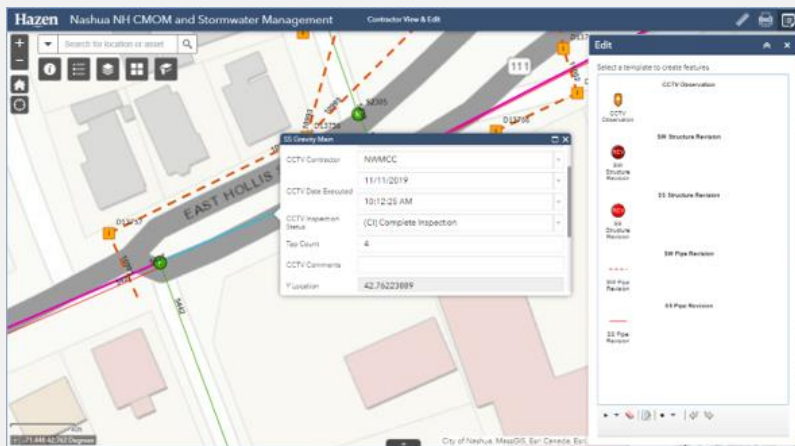 Hazen Nashua NH CMOM and Stormwater Management Contractor View & Edit
Search for location or asset
Edit
Select a template to create features
CCTV Observation
CCTV Observation
SW Structure Revision
SW Structure Revision
SS Structure Revision
SS Structure Revision
SW Pipe Revision
SW Pipe Revision
SS Pipe Revision
SS Pipe Revision
111
D13756
D13766
D13757
EAST HOLLIS
SS Gravity Main
CCTV Contractor NWMCC
CCTV Date Executed 11/11/2019
10:12:25 AM
CCTV Inspection Status (CI) Complete Inspection
Tap Count 4
CCTV Comments
Y Location 42.76223889
City of Nashua, MassGIS, Esri Canada, Esri